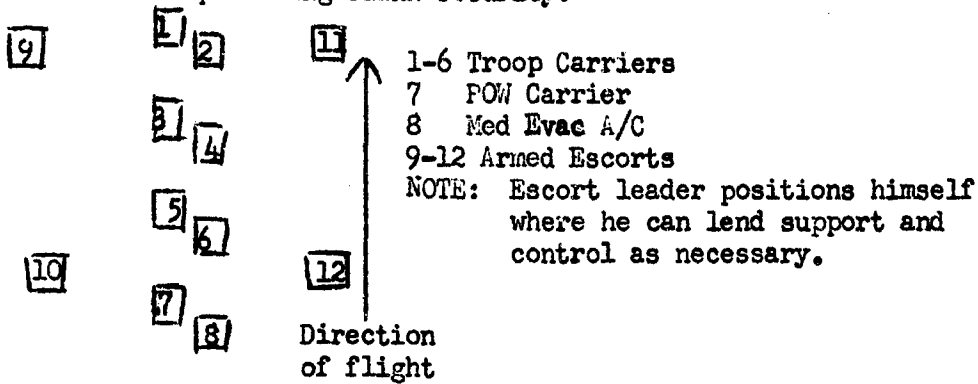 1
2
9
11
1-6 Troop Carriers
7 POW Carrier
8 Med Evac A/C
3
4
9-12 Armed Escorts
NOTE: Escort leader positions himself
where he can lend support and
control as necessary.
5
6
10
12
7
8
Direction
of flight